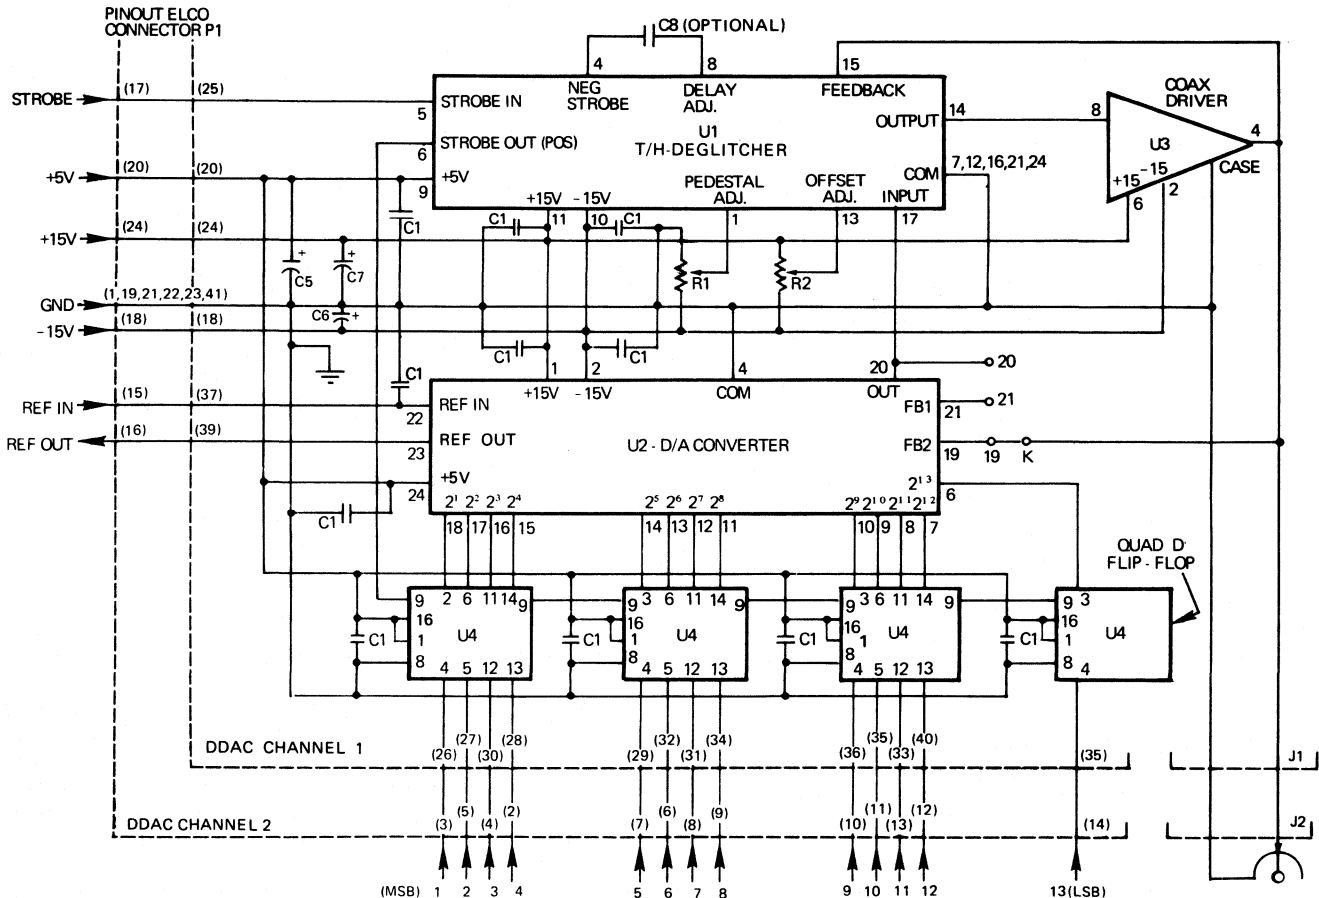 PINOUT ELCO
CONNECTOR P1
C8 (OPTIONAL)
4 8 15
STROBE (17) (25) 5 STROBE IN
NEG
STROBE
DELAY
ADJ.
FEEDBACK
COAX
DRIVER
OUTPUT 14 8 U3 4
U1
T/H-DEGLITCHER
6 STROBE OUT (POS)
7,12,16,21,24
COM
CASE
+5V (20) (20) 9 +5V
+15V -15V
PEDESTAL
ADJ.
OFFSET
ADJ.
INPUT
+15 -15
6 2
C1 C1 11 10 C1 1 13 17
+15V (24) (24)
+ C5 + C7 R1 R2
GND (1,19,21,22,23,41)
C6 +
-15V (18) (18)
C1 C1
C1 1 2 4 20 20
+15V -15V COM OUT
REF IN (15) (37) 22 REF IN
FB1 21 21
REF OUT (16) (39) 23 REF OUT
U2 - D/A CONVERTER
FB2 19 19 K
24 +5V
2¹³ 6
C1
2¹ 2² 2³ 2⁴ 2⁵ 2⁶ 2⁷ 2⁸ 2⁹ 2¹⁰ 2¹¹ 2¹²
18 17 16 15 14 13 12 11 10 9 8 7
QUAD D
FLIP-FLOP
9 2 6 11 14 9 9 3 6 11 14 9 9 3 6 11 14 9 9 3
16 16 16 16
C1 1 U4 C1 1 U4 C1 1 U4 C1 1 U4
8 8 8 8
4 5 12 13 4 5 12 13 4 5 12 13 4
DDAC CHANNEL 1
(26) (27) (30) (28) (29) (32) (31) (34) (36) (35) (33) (40) (35)
J1
DDAC CHANNEL 2
(3) (5) (4) (2) (7) (6) (8) (9) (10) (11) (13) (12) (14)
J2
(MSB) 1 2 3 4 5 6 7 8 9 10 11 12 13(LSB)